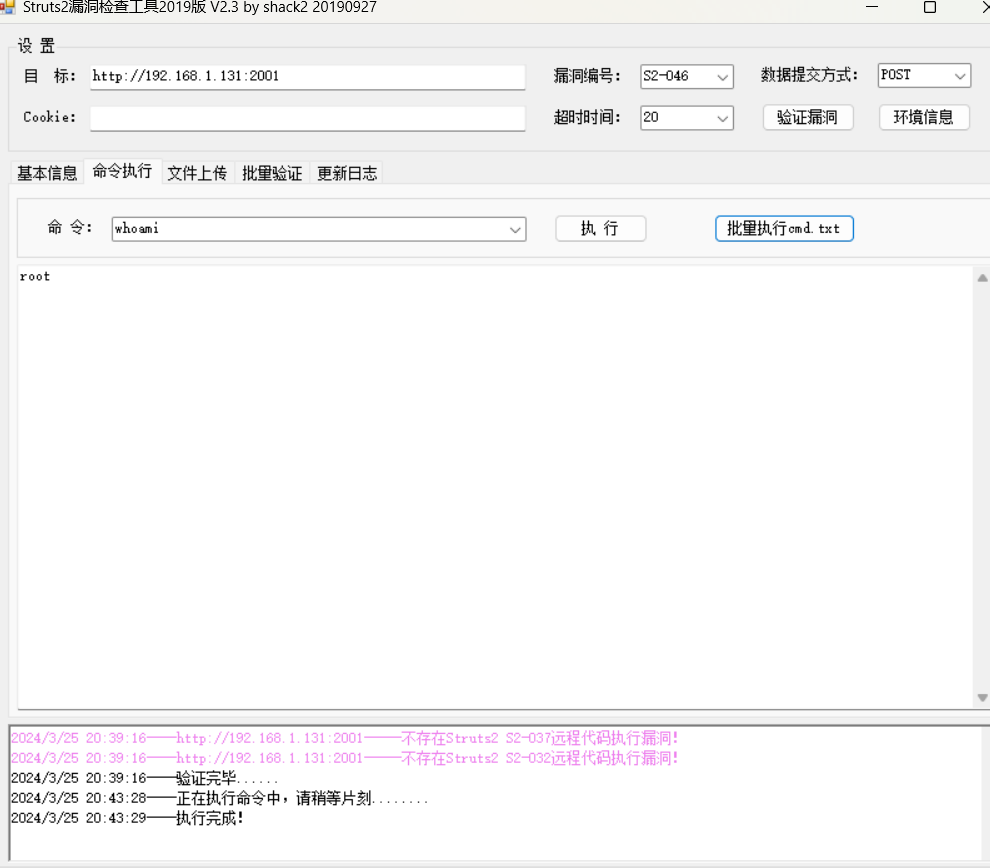 Struts2漏洞检查工具2019版 V2.3 by shack2 20190927
设 置
目 标: http://192.168.1.131:2001 漏洞编号: S2-046 数据提交方式: POST
Cookie: 超时时间: 20 验证漏洞 环境信息
基本信息 命令执行 文件上传 批量验证 更新日志
命 令: whoami 执 行 批量执行cmd.txt
root
2024/3/25 20:39:16——http://192.168.1.131:2001——不存在Struts2 S2-037远程代码执行漏洞!
2024/3/25 20:39:16——http://192.168.1.131:2001——不存在Struts2 S2-032远程代码执行漏洞!
2024/3/25 20:39:16——验证完毕......
2024/3/25 20:43:28——正在执行命令中，请稍等片刻........
2024/3/25 20:43:29——执行完成!